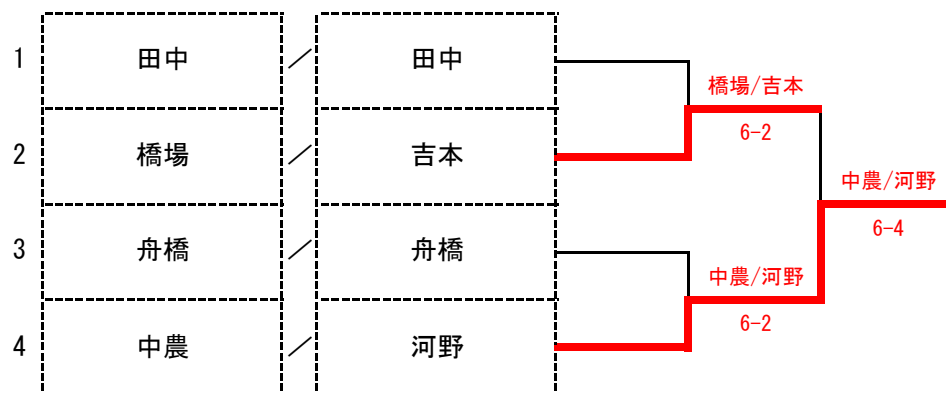 1 田中 ／ 田中
橋場/吉本
6-2
2 橋場 ／ 吉本
中農/河野
6-4
3 舟橋 ／ 舟橋
中農/河野
6-2
4 中農 ／ 河野